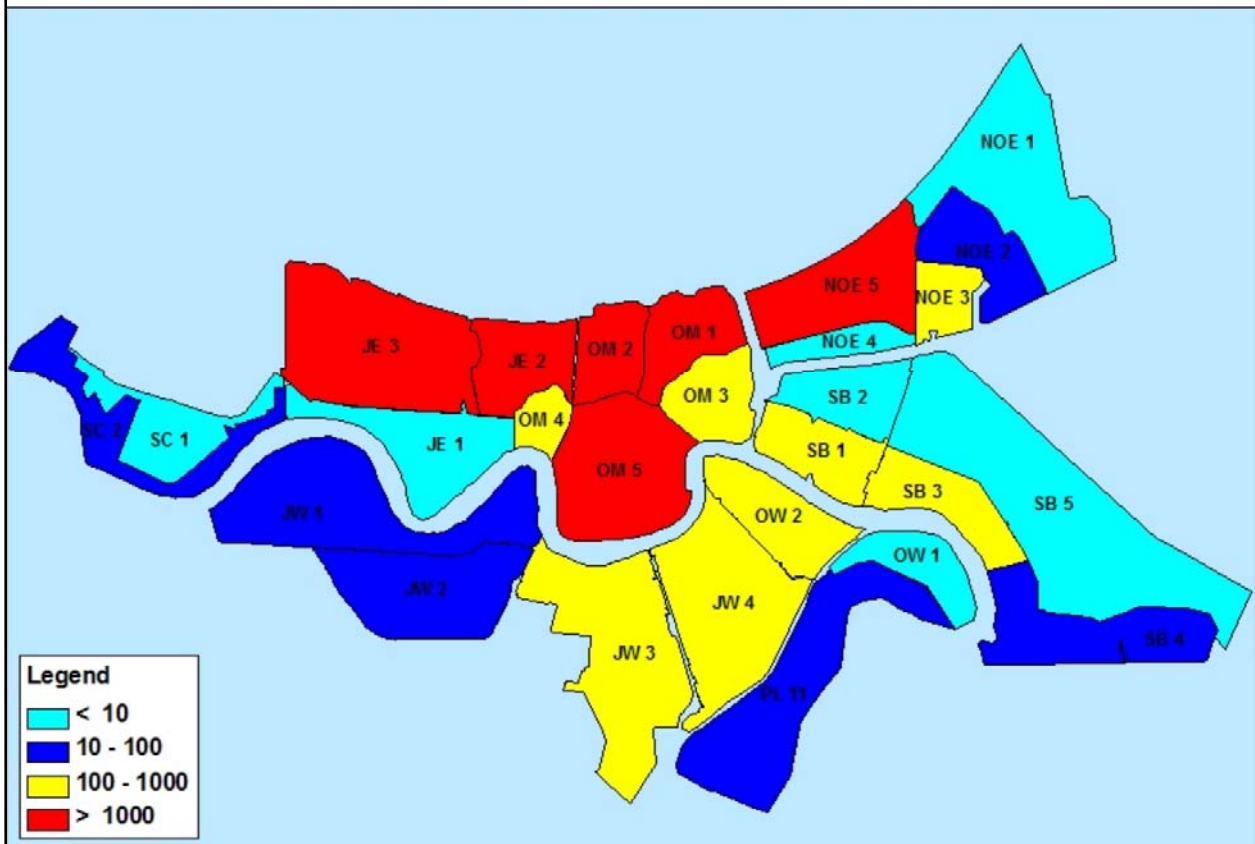 NOE 1
NOE 2
NOE 5
NOE 3
OM 1
NOE 4
JE 3
JE 2
OM 2
OM 3
SB 2
OM 4
SC 2
SC 1
JE 1
SB 1
OM 5
SB 3
SB 5
JW 1
OW 2
OW 1
JW 2
JW 4
SB 4
JW 3
PL 11
Legend
< 10
10 - 100
100 - 1000
> 1000